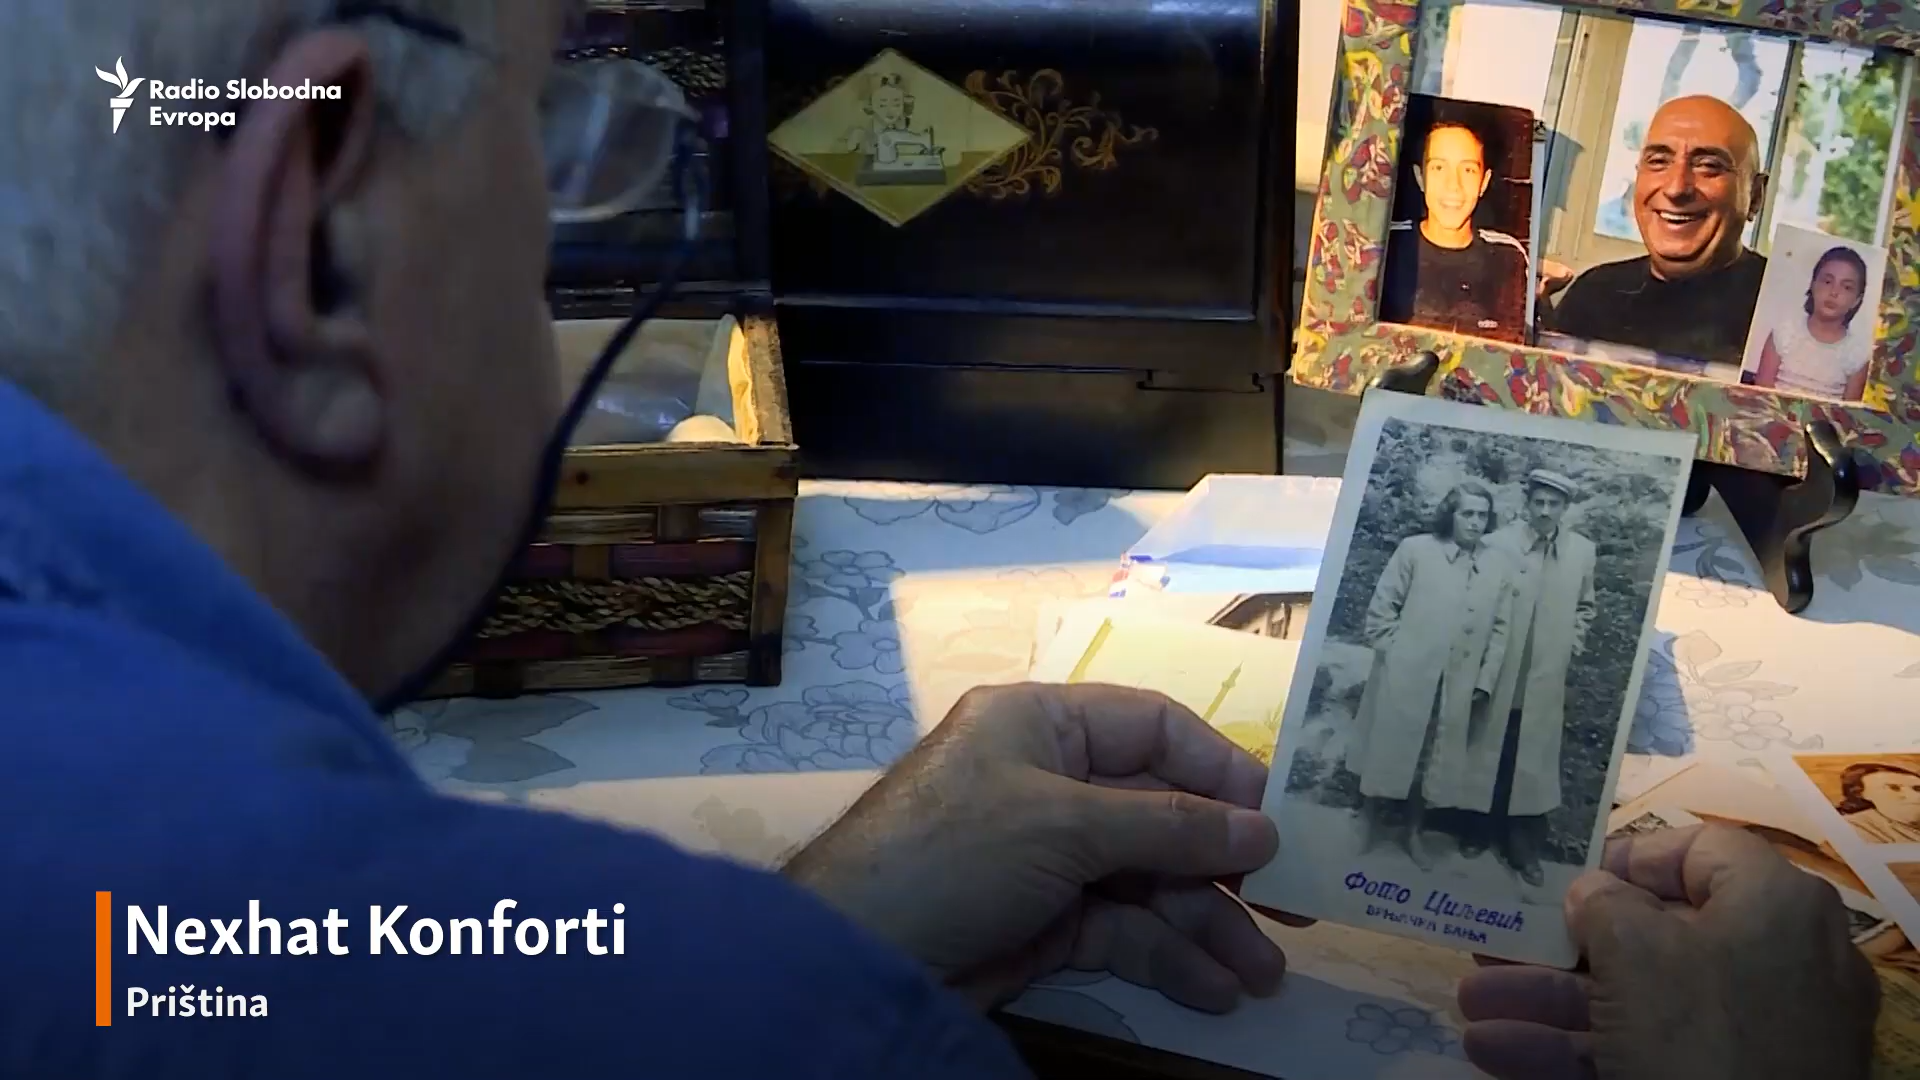 Radio Slobodna
Evropa
Фото Циљевић
ВРЊАЧКА БАЊА
Nexhat Konforti
Priština